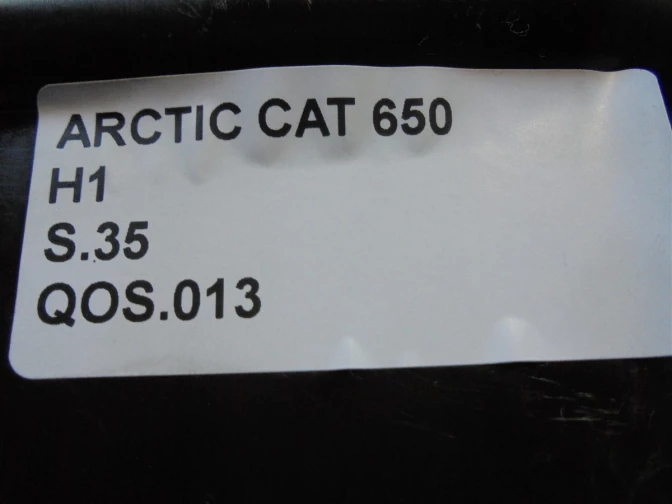 ARCTIC CAT 650
H1
S.35
QOS.013